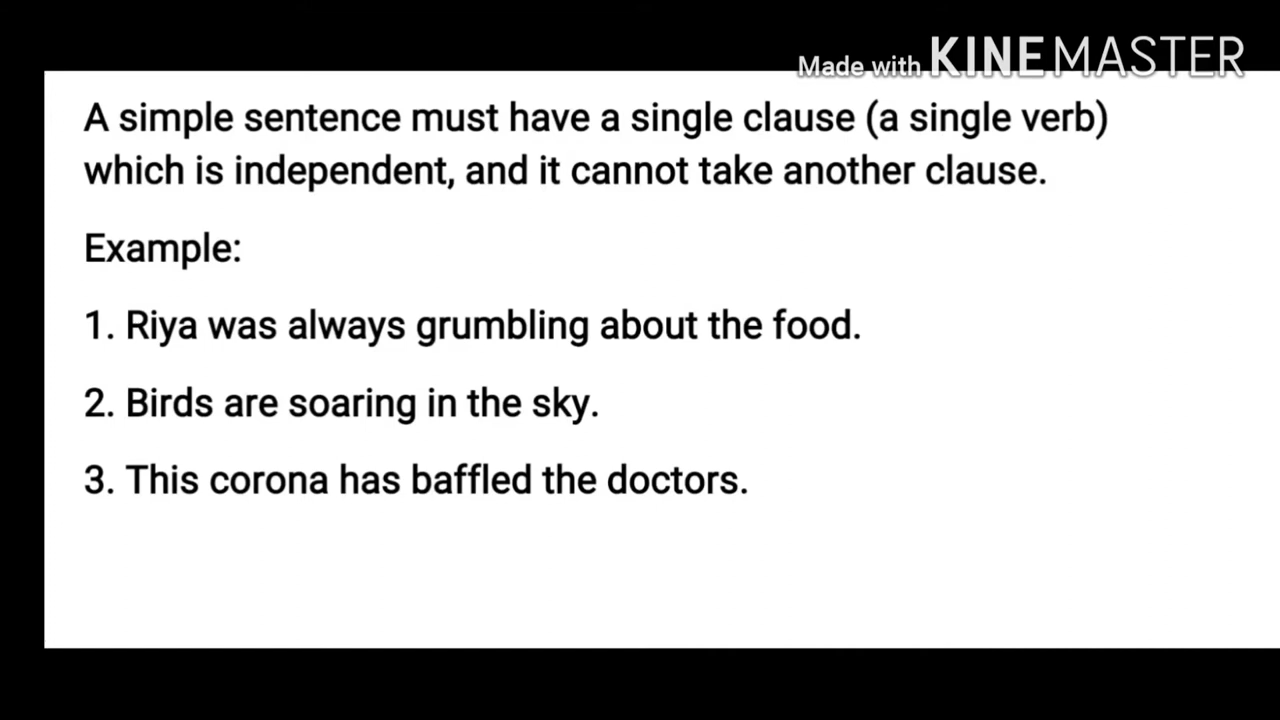 Made with KINEMASTER
A simple sentence must have a single clause (a single verb)
which is independent, and it cannot take another clause.
Example:
1. Riya was always grumbling about the food.
2. Birds are soaring in the sky.
3. This corona has baffled the doctors.